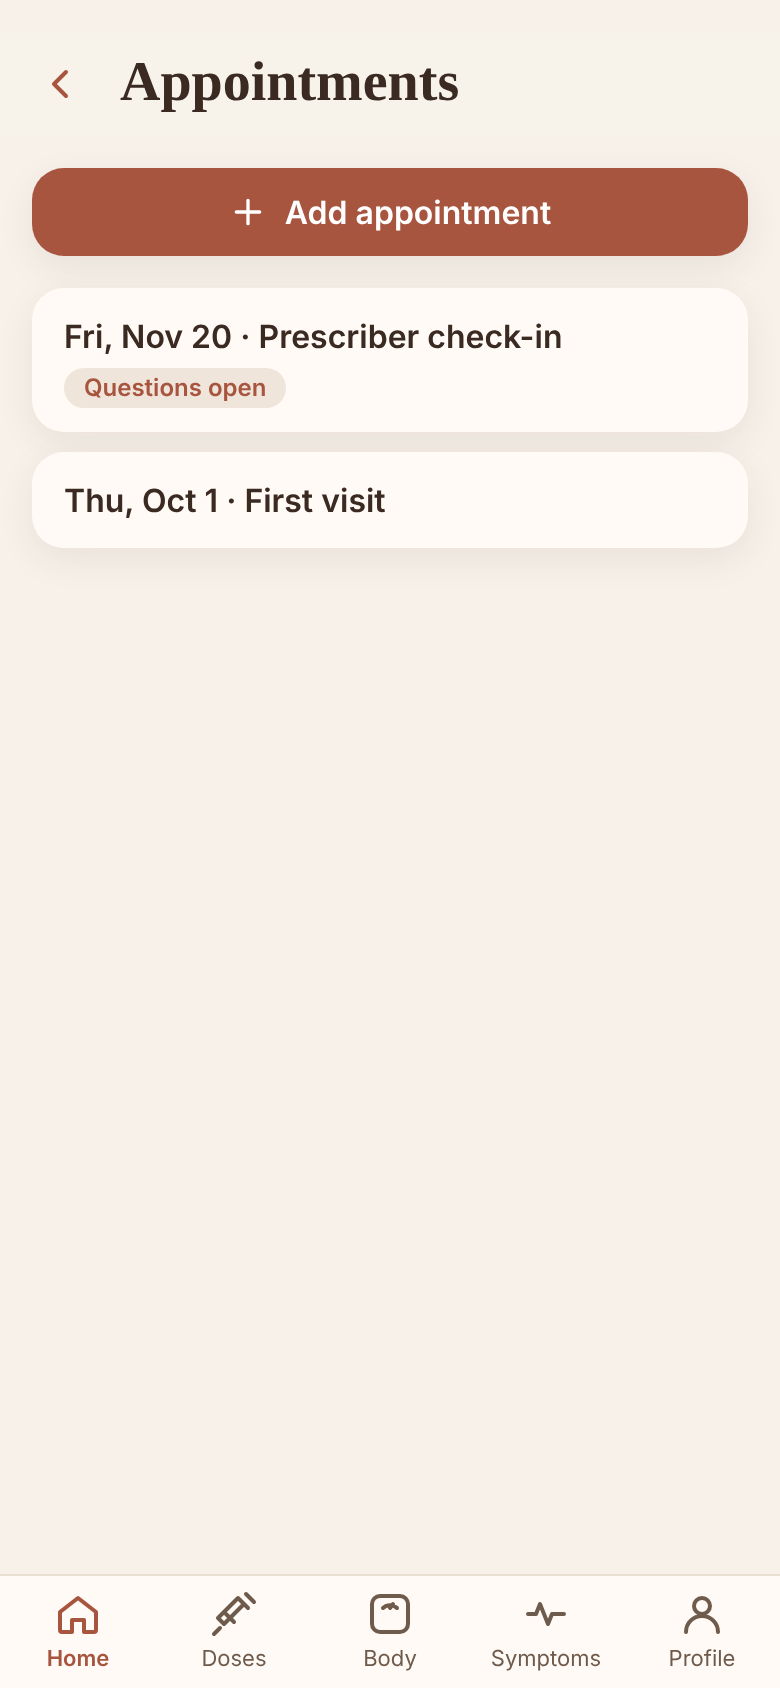 Appointments
Add appointment
Fri, Nov 20 · Prescriber check-in
Questions open
Thu, Oct 1 · First visit
Home
Doses
Body
Symptoms
Profile